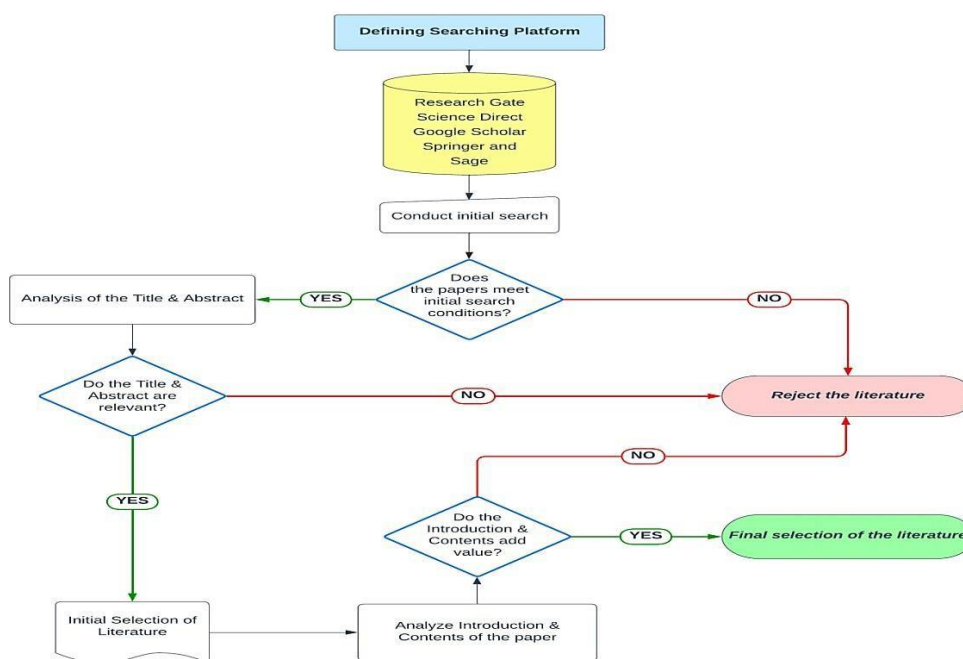 Defining Searching Platform
Research Gate
Science Direct
Google Scholar
Springer and
Sage
Conduct initial search
Does
the papers meet
initial search
conditions?
YES
NO
Analysis of the Title & Abstract
Do the Title &
Abstract are
relevant?
NO
Reject the literature
YES
NO
Do the
Introduction &
Contents add
value?
YES
Final selection of the literature
Initial Selection of
Literature
Analyze Introduction &
Contents of the paper